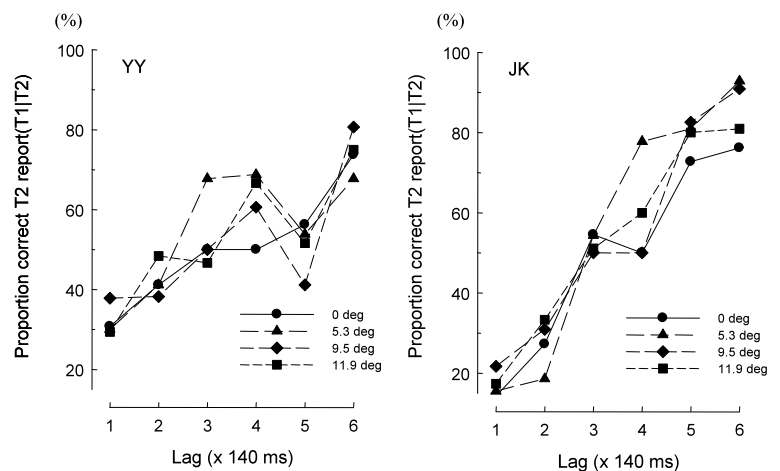 (%)
YY
Proportion correct T2 report(T1|T2)
100
80
60
40
20
0 deg
5.3 deg
9.5 deg
11.9 deg
1 2 3 4 5 6
Lag (x 140 ms)
(%)
JK
Proportion correct T2 report(T1|T2)
100
80
60
40
20
0 deg
5.3 deg
9.5 deg
11.9 deg
1 2 3 4 5 6
Lag (x 140 ms)